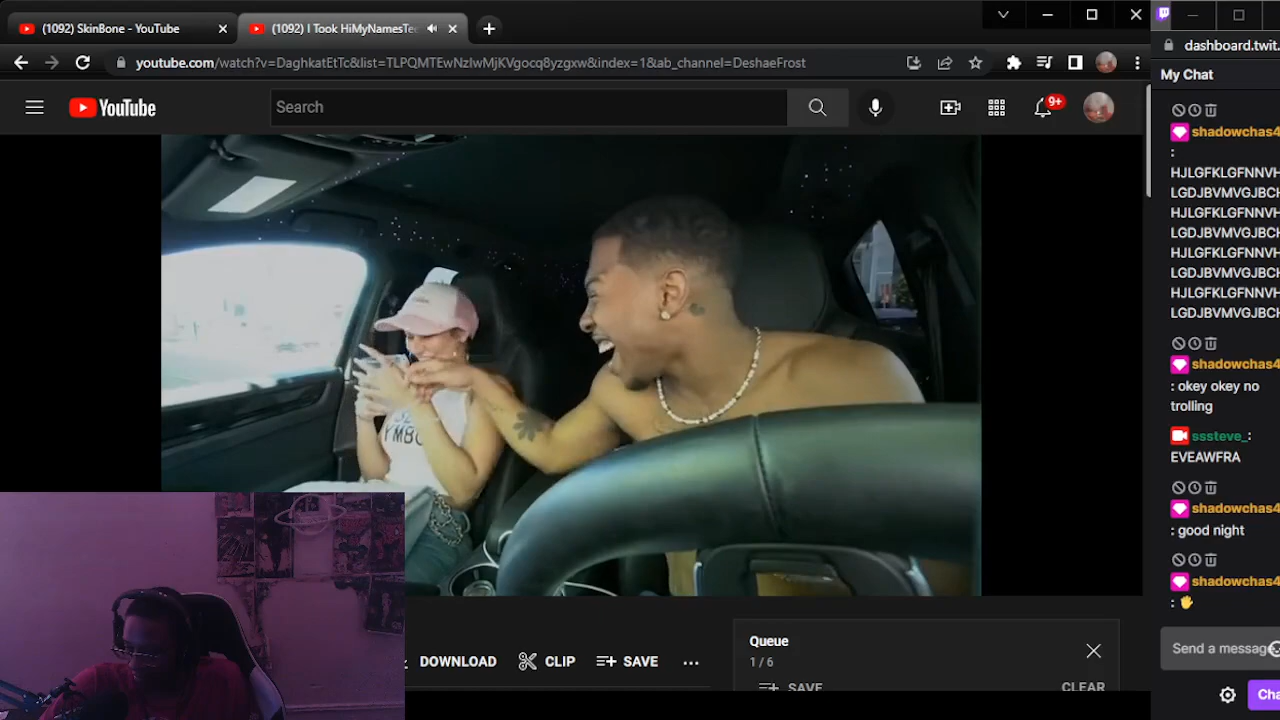 (1092) SkinBone - YouTube
(1092) I Took HiMyNamesTe
youtube.com/watch?v=DaghkatEtTc&list=TLPQMTEwNzIwMjKVgocq8yzgxw&index=1&ab_channel=DeshaeFrost
dashboard.twit
YouTube
Search
9+
My Chat
shadowchas4
:
HJLGFKLGFNNVH
LGDJBVMVGJBCH
HJLGFKLGFNNVH
LGDJBVMVGJBCH
HJLGFKLGFNNVH
LGDJBVMVGJBCH
HJLGFKLGFNNVH
LGDJBVMVGJBCH
shadowchas4
: okey okey no
trolling
ssteve_:
EVEAWFRA
shadowchas4
: good night
shadowchas4
:
Send a message
Cha
YMBO
DOWNLOAD
CLIP
SAVE
Queue
1 / 6
SAVE
CLEAR